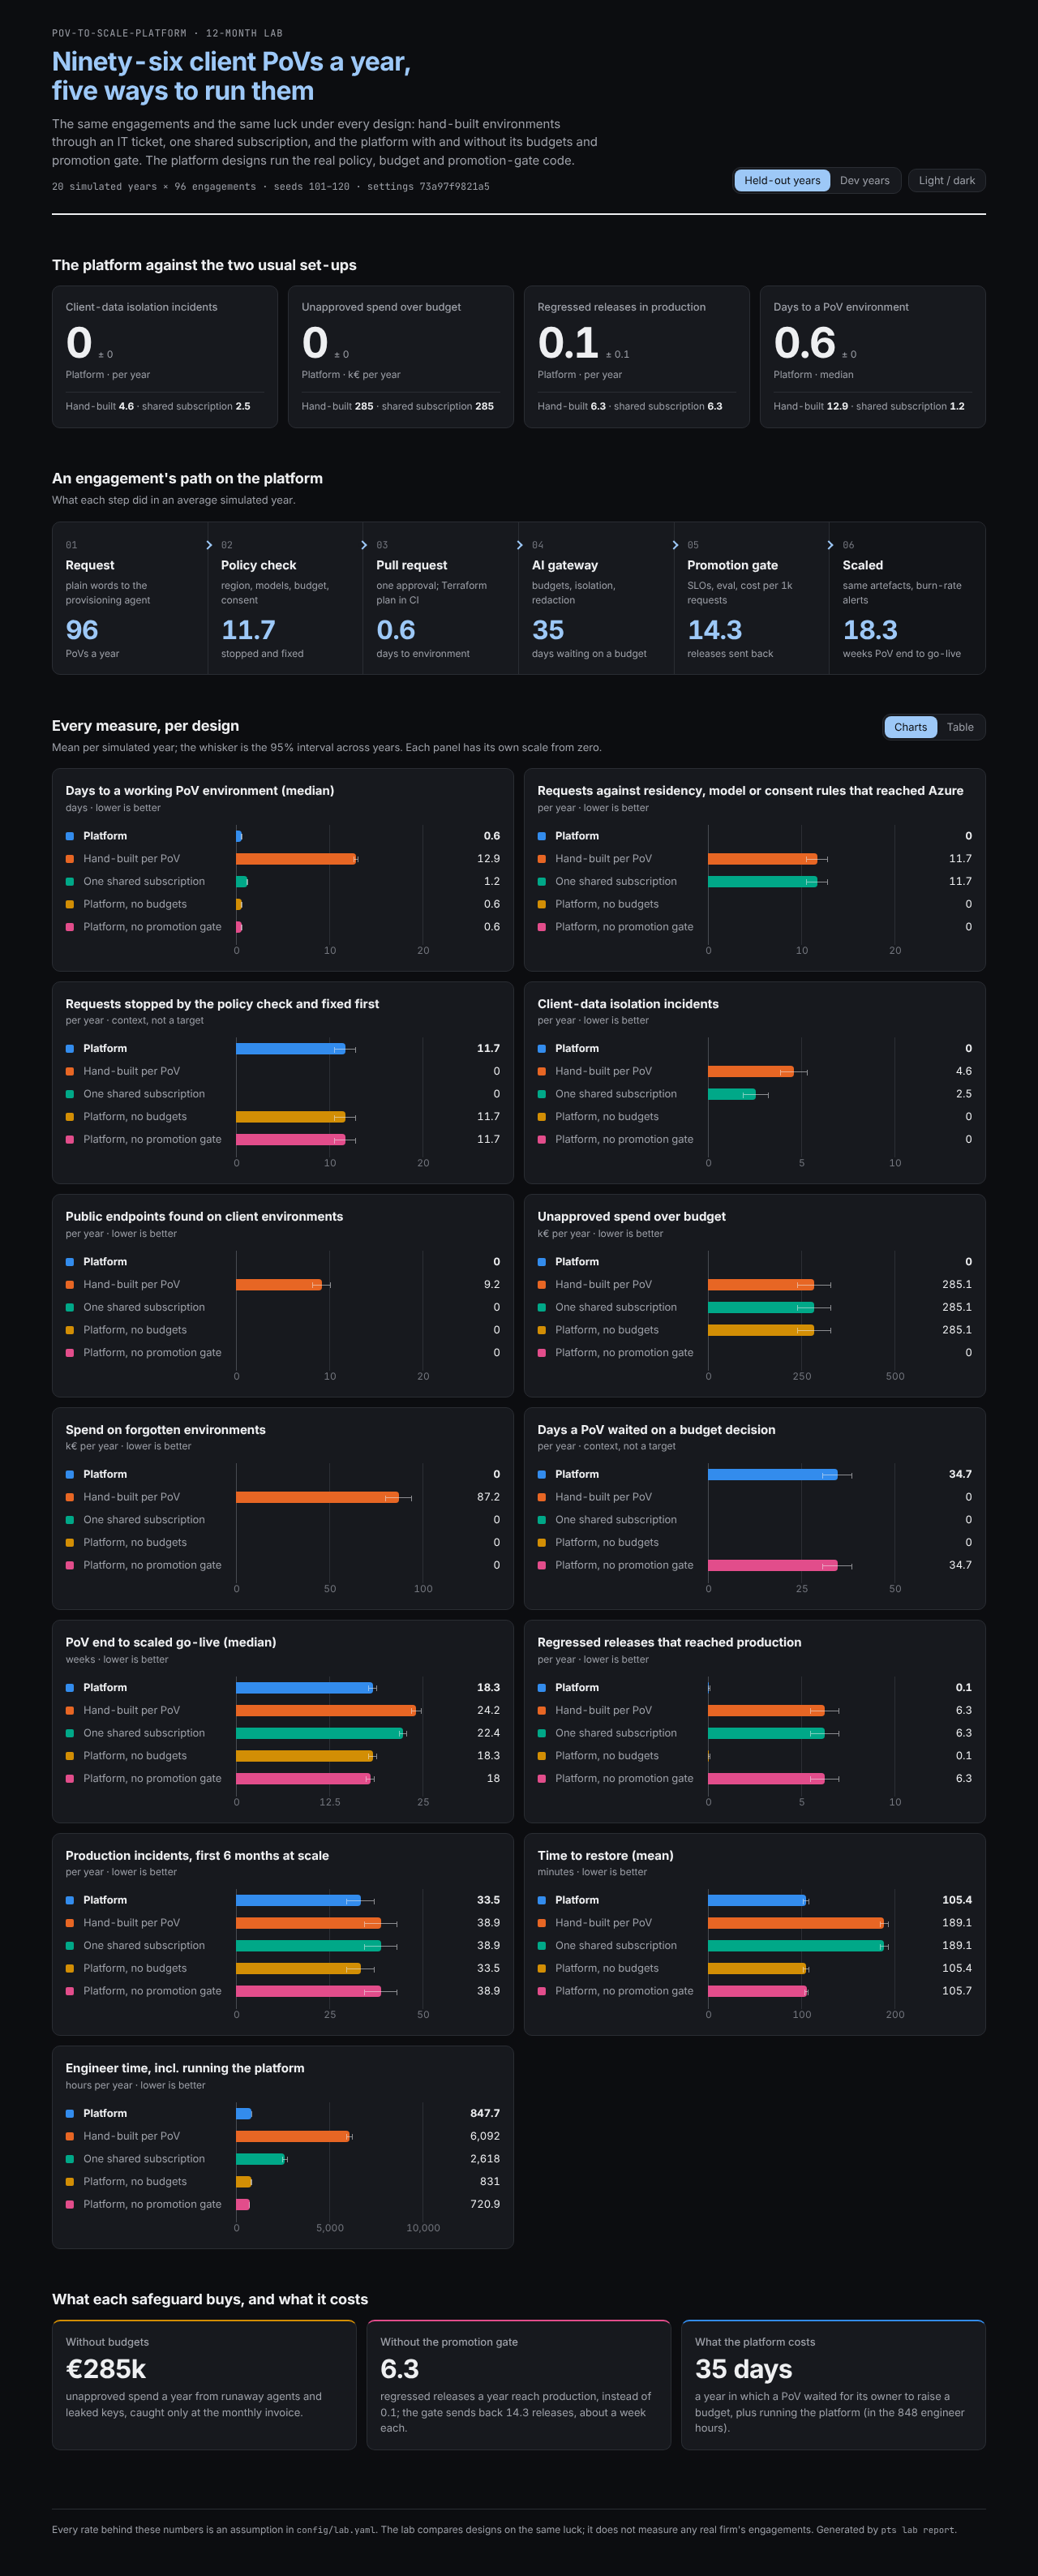 POV-TO-SCALE-PLATFORM · 12-MONTH LAB
Ninety-six client PoVs a year,
five ways to run them
The same engagements and the same luck under every design: hand-built environments
through an IT ticket, one shared subscription, and the platform with and without its budgets and
promotion gate. The platform designs run the real policy, budget and promotion-gate code.
20 simulated years × 96 engagements · seeds 101–120 · settings 73a97f9821a5
Held-out years
Dev years
Light / dark
The platform against the two usual set-ups
Client-data isolation incidents
0 ± 0
Platform · per year
Hand-built 4.6 · shared subscription 2.5
Unapproved spend over budget
0 ± 0
Platform · k€ per year
Hand-built 285 · shared subscription 285
Regressed releases in production
0.1 ± 0.1
Platform · per year
Hand-built 6.3 · shared subscription 6.3
Days to a PoV environment
0.6 ± 0
Platform · median
Hand-built 12.9 · shared subscription 1.2
An engagement's path on the platform
What each step did in an average simulated year.
01
Request
plain words to the
provisioning agent
96
PoVs a year
02
Policy check
region, models, budget,
consent
11.7
stopped and fixed
03
Pull request
one approval; Terraform
plan in CI
0.6
days to environment
04
AI gateway
budgets, isolation,
redaction
35
days waiting on a budget
05
Promotion gate
SLOs, eval, cost per 1k
requests
14.3
releases sent back
06
Scaled
same artefacts, burn-rate
alerts
18.3
weeks PoV end to go-live
Every measure, per design
Mean per simulated year; the whisker is the 95% interval across years. Each panel has its own scale from zero.
Charts
Table
Days to a working PoV environment (median)
days · lower is better
Platform 0.6
Hand-built per PoV 12.9
One shared subscription 1.2
Platform, no budgets 0.6
Platform, no promotion gate 0.6
0 10 20
Requests against residency, model or consent rules that reached Azure
per year · lower is better
Platform 0
Hand-built per PoV 11.7
One shared subscription 11.7
Platform, no budgets 0
Platform, no promotion gate 0
0 10 20
Requests stopped by the policy check and fixed first
per year · context, not a target
Platform 11.7
Hand-built per PoV 0
One shared subscription 0
Platform, no budgets 11.7
Platform, no promotion gate 11.7
0 10 20
Client-data isolation incidents
per year · lower is better
Platform 0
Hand-built per PoV 4.6
One shared subscription 2.5
Platform, no budgets 0
Platform, no promotion gate 0
0 5 10
Public endpoints found on client environments
per year · lower is better
Platform 0
Hand-built per PoV 9.2
One shared subscription 0
Platform, no budgets 0
Platform, no promotion gate 0
0 10 20
Unapproved spend over budget
k€ per year · lower is better
Platform 0
Hand-built per PoV 285.1
One shared subscription 285.1
Platform, no budgets 285.1
Platform, no promotion gate 0
0 250 500
Spend on forgotten environments
k€ per year · lower is better
Platform 0
Hand-built per PoV 87.2
One shared subscription 0
Platform, no budgets 0
Platform, no promotion gate 0
0 50 100
Days a PoV waited on a budget decision
per year · context, not a target
Platform 34.7
Hand-built per PoV 0
One shared subscription 0
Platform, no budgets 0
Platform, no promotion gate 34.7
0 25 50
PoV end to scaled go-live (median)
weeks · lower is better
Platform 18.3
Hand-built per PoV 24.2
One shared subscription 22.4
Platform, no budgets 18.3
Platform, no promotion gate 18
0 12.5 25
Regressed releases that reached production
per year · lower is better
Platform 0.1
Hand-built per PoV 6.3
One shared subscription 6.3
Platform, no budgets 0.1
Platform, no promotion gate 6.3
0 5 10
Production incidents, first 6 months at scale
per year · lower is better
Platform 33.5
Hand-built per PoV 38.9
One shared subscription 38.9
Platform, no budgets 33.5
Platform, no promotion gate 38.9
0 25 50
Time to restore (mean)
minutes · lower is better
Platform 105.4
Hand-built per PoV 189.1
One shared subscription 189.1
Platform, no budgets 105.4
Platform, no promotion gate 105.7
0 100 200
Engineer time, incl. running the platform
hours per year · lower is better
Platform 847.7
Hand-built per PoV 6,092
One shared subscription 2,618
Platform, no budgets 831
Platform, no promotion gate 720.9
0 5,000 10,000
What each safeguard buys, and what it costs
Without budgets
€285k
unapproved spend a year from runaway agents and
leaked keys, caught only at the monthly invoice.
Without the promotion gate
6.3
regressed releases a year reach production, instead of
0.1; the gate sends back 14.3 releases, about a week
each.
What the platform costs
35 days
a year in which a PoV waited for its owner to raise a
budget, plus running the platform (in the 848 engineer
hours).
Every rate behind these numbers is an assumption in config/lab.yaml. The lab compares designs on the same luck; it does not measure any real firm's engagements. Generated by pts lab report.